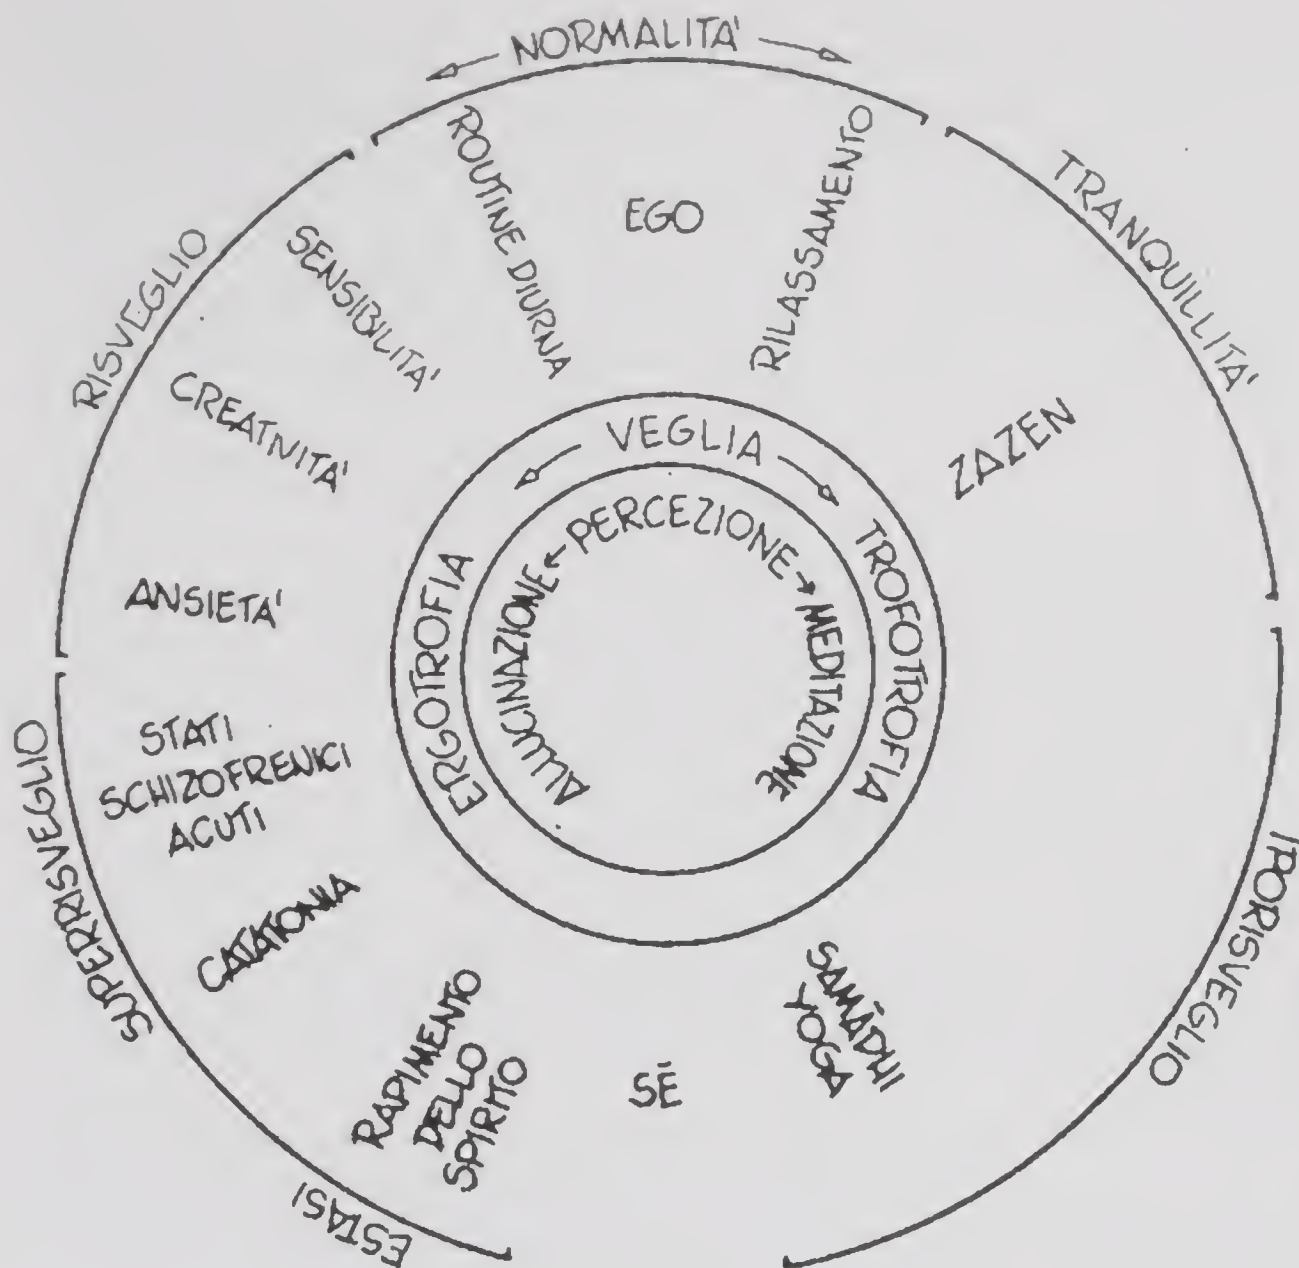 NORMALITA'
TRANQUILLITA'
IPORISVEGLIO
ESTASI
SUPERRISVEGLIO
RISVEGLIO
ROUTINE DIURNA
EGO
RILASSAMENTO
ZAZEN
SAMĀDHI
YOGA
SĒ
RAPIMENTO
DELLO
SPIRITO
CATATONIA
STATI
SCHIZOFRENICI
ACUTI
ANSIETA'
CREATIVITA'
SENSIBILITA'
VEGLIA
TROFOTROFIA
ERGOTROFIA
PERCEZIONE
MEDITAZIONE
ALLUCINAZIONE